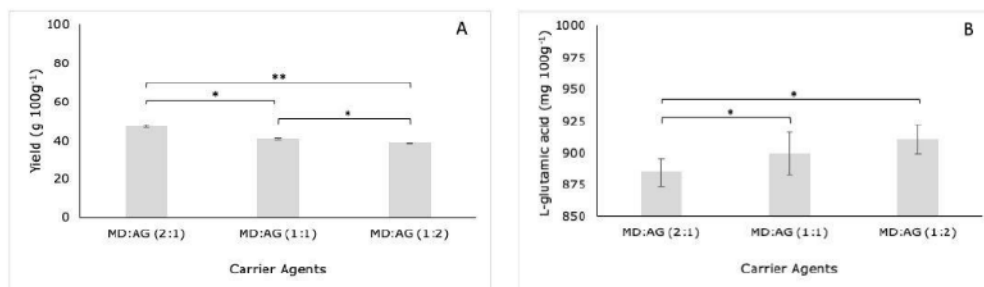 A
100
80
60
40
20
0
Yield (g 100g⁻¹)
**
*
*
MD:AG (2:1) MD:AG (1:1) MD:AG (1:2)
Carrier Agents
B
1000
975
950
925
900
875
850
L-glutamic acid (mg 100g⁻¹)
*
*
MD:AG (2:1) MD:AG (1:1) MD:AG (1:2)
Carrier Agents